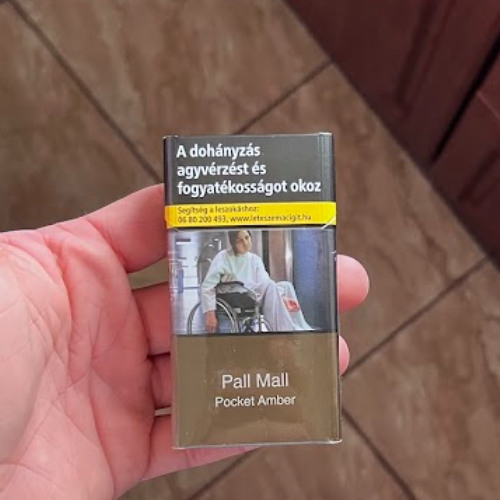 A dohányzás
agyvérzést és
fogyatékosságot okoz
Segítség a leszokáshoz:
06 80 200 493, www.leteszemacigit.hu
Pall Mall
Pocket Amber